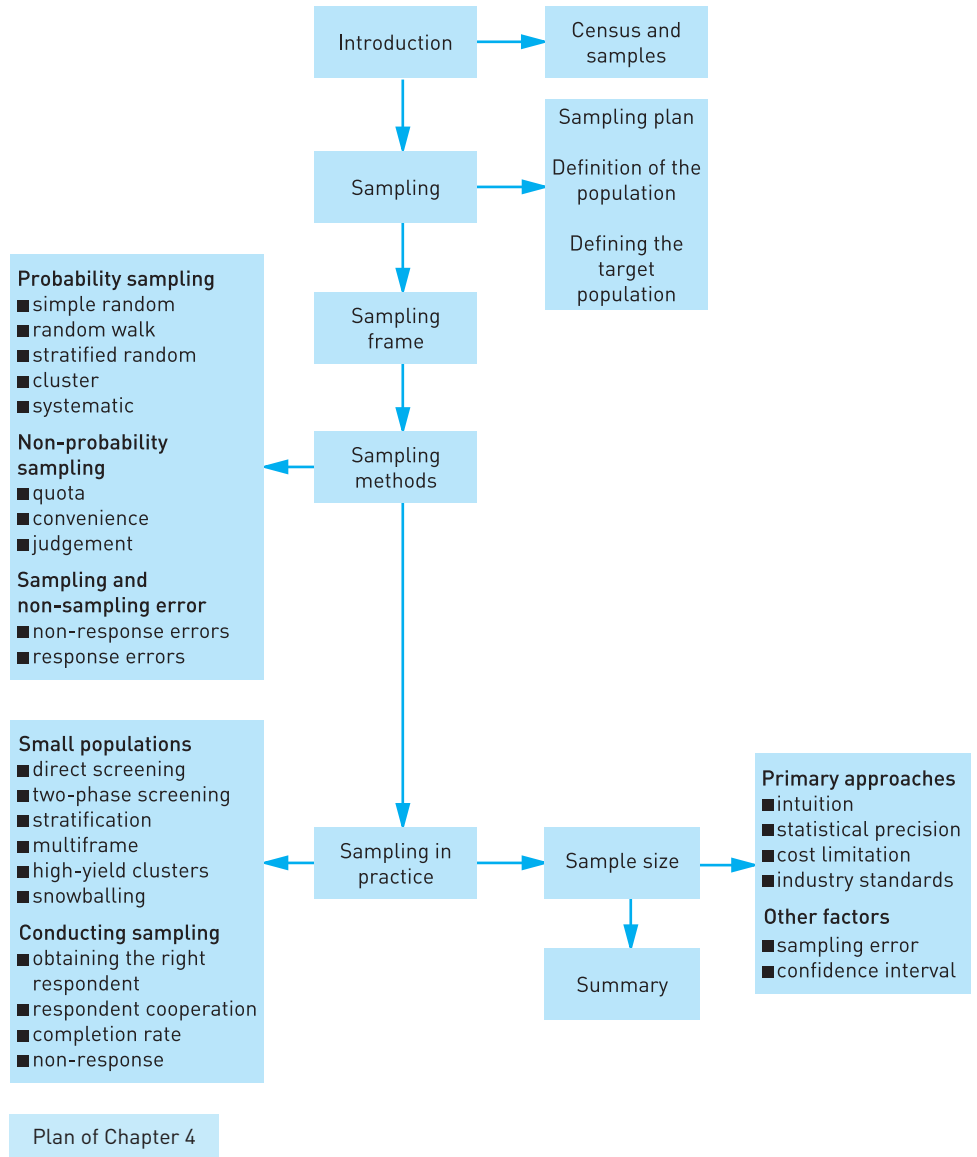 Introduction
Census and
samples
Sampling
Sampling plan
Definition of the
population
Defining the
target
population
Sampling
frame
Sampling
methods
Probability sampling
■ simple random
■ random walk
■ stratified random
■ cluster
■ systematic
Non-probability
sampling
■ quota
■ convenience
■ judgement
Sampling and
non-sampling error
■ non-response errors
■ response errors
Small populations
■ direct screening
■ two-phase screening
■ stratification
■ multiframe
■ high-yield clusters
■ snowballing
Conducting sampling
■ obtaining the right
respondent
■ respondent cooperation
■ completion rate
■ non-response
Sampling in
practice
Sample size
Primary approaches
■ intuition
■ statistical precision
■ cost limitation
■ industry standards
Other factors
■ sampling error
■ confidence interval
Summary
Plan of Chapter 4